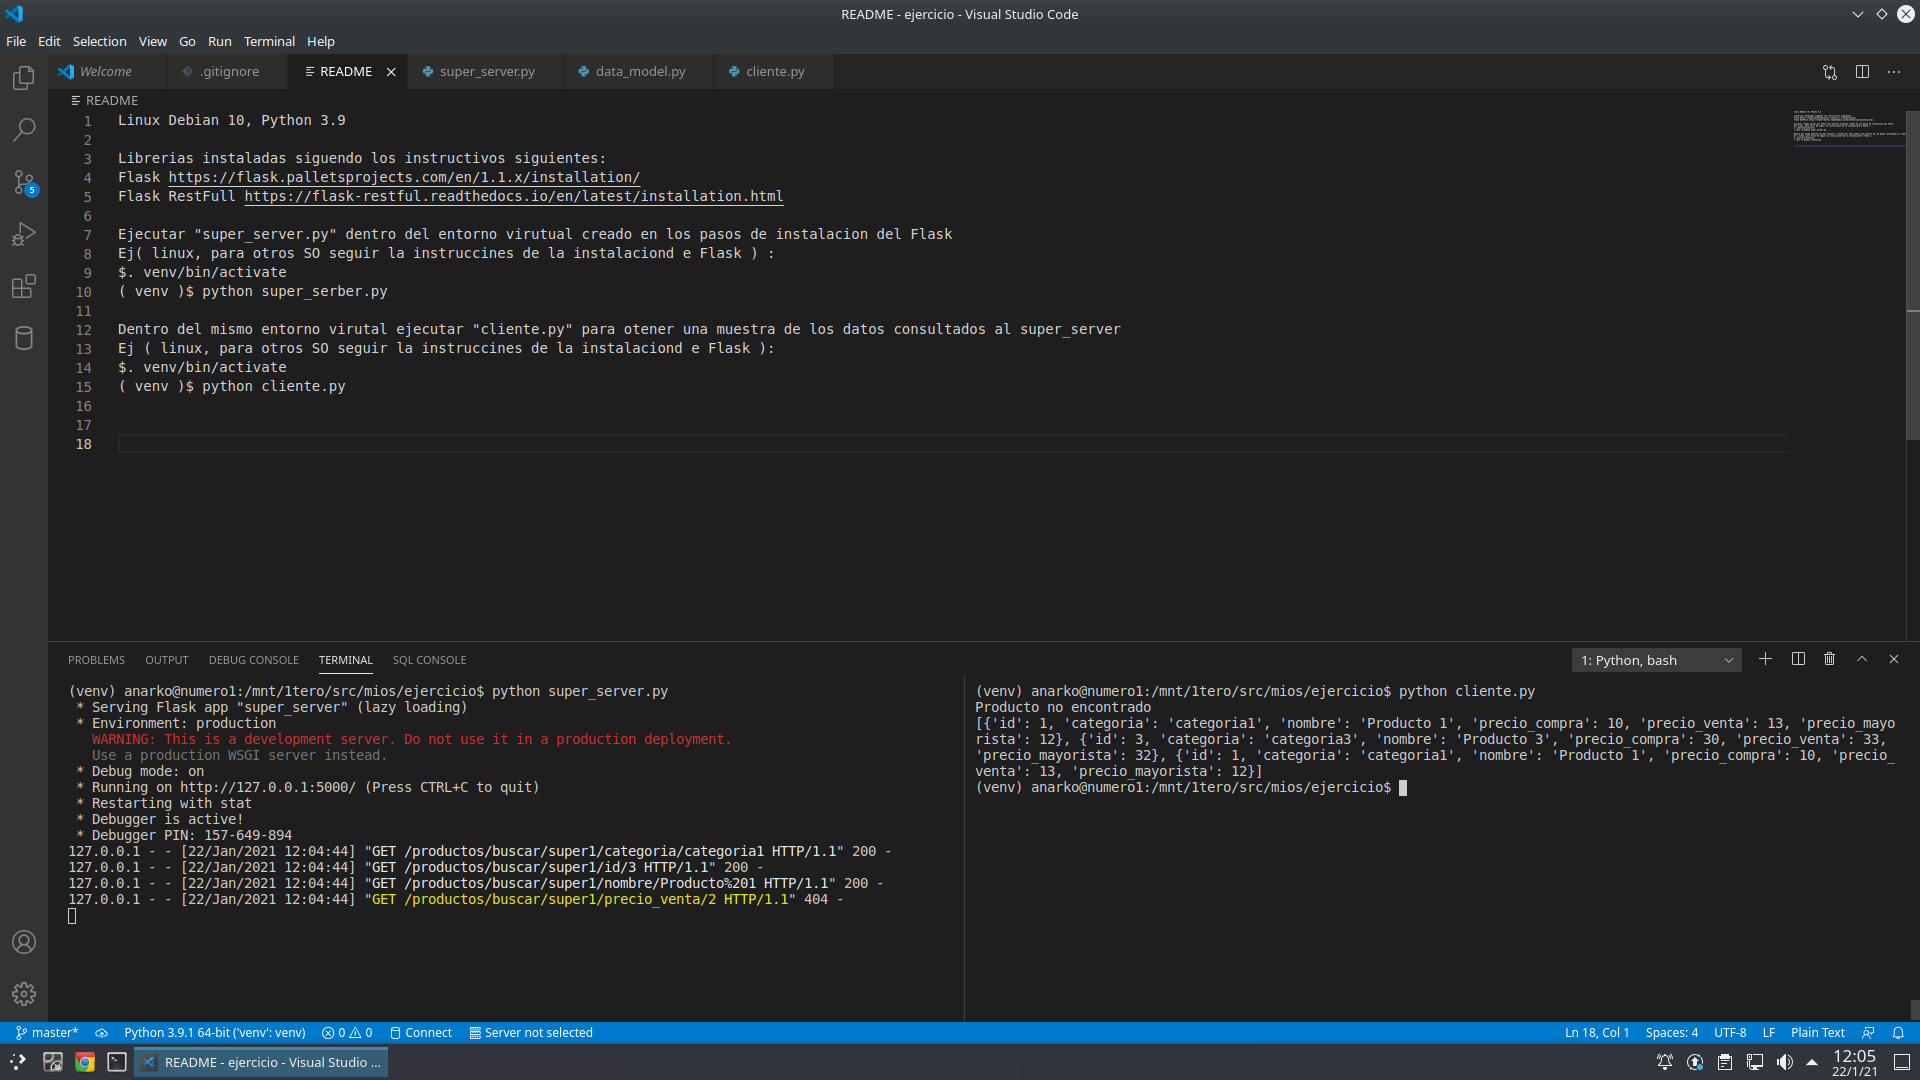 README - ejercicio - Visual Studio Code
File Edit Selection View Go Run Terminal Help
Welcome .gitignore README super_server.py data_model.py cliente.py
README
1 Linux Debian 10, Python 3.9
2
3 Librerias instaladas siguendo los instructivos siguientes:
4 Flask https://flask.palletsprojects.com/en/1.1.x/installation/
5 Flask RestFull https://flask-restful.readthedocs.io/en/latest/installation.html
6
7 Ejecutar "super_server.py" dentro del entorno virutual creado en los pasos de instalacion del Flask
8 Ej( linux, para otros SO seguir la instruccines de la instalaciond e Flask ) :
9 $. venv/bin/activate
10 ( venv )$ python super_serber.py
11
12 Dentro del mismo entorno virutal ejecutar "cliente.py" para otener una muestra de los datos consultados al super_server
13 Ej ( linux, para otros SO seguir la instruccines de la instalaciond e Flask ):
14 $. venv/bin/activate
15 ( venv )$ python cliente.py
16
17
18
5
PROBLEMS OUTPUT DEBUG CONSOLE TERMINAL SQL CONSOLE 1: Python, bash
(venv) anarko@numero1:/mnt/1tero/src/mios/ejercicio$ python super_server.py
* Serving Flask app "super_server" (lazy loading)
* Environment: production
WARNING: This is a development server. Do not use it in a production deployment.
Use a production WSGI server instead.
* Debug mode: on
* Running on http://127.0.0.1:5000/ (Press CTRL+C to quit)
* Restarting with stat
* Debugger is active!
* Debugger PIN: 157-649-894
127.0.0.1 - - [22/Jan/2021 12:04:44] "GET /productos/buscar/super1/categoria/categoria1 HTTP/1.1" 200 -
127.0.0.1 - - [22/Jan/2021 12:04:44] "GET /productos/buscar/super1/id/3 HTTP/1.1" 200 -
127.0.0.1 - - [22/Jan/2021 12:04:44] "GET /productos/buscar/super1/nombre/Producto%201 HTTP/1.1" 200 -
127.0.0.1 - - [22/Jan/2021 12:04:44] "GET /productos/buscar/super1/precio_venta/2 HTTP/1.1" 404 -
(venv) anarko@numero1:/mnt/1tero/src/mios/ejercicio$ python cliente.py
Producto no encontrado
[{'id': 1, 'categoria': 'categoria1', 'nombre': 'Producto 1', 'precio_compra': 10, 'precio_venta': 13, 'precio_mayo
rista': 12}, {'id': 3, 'categoria': 'categoria3', 'nombre': 'Producto 3', 'precio_compra': 30, 'precio_venta': 33,
'precio_mayorista': 32}, {'id': 1, 'categoria': 'categoria1', 'nombre': 'Producto 1', 'precio_compra': 10, 'precio_
venta': 13, 'precio_mayorista': 12}]
(venv) anarko@numero1:/mnt/1tero/src/mios/ejercicio$
master* Python 3.9.1 64-bit ('venv': venv) 0 0 Connect Server not selected Ln 18, Col 1 Spaces: 4 UTF-8 LF Plain Text
README - ejercicio - Visual Studio ... 12:05
22/1/21